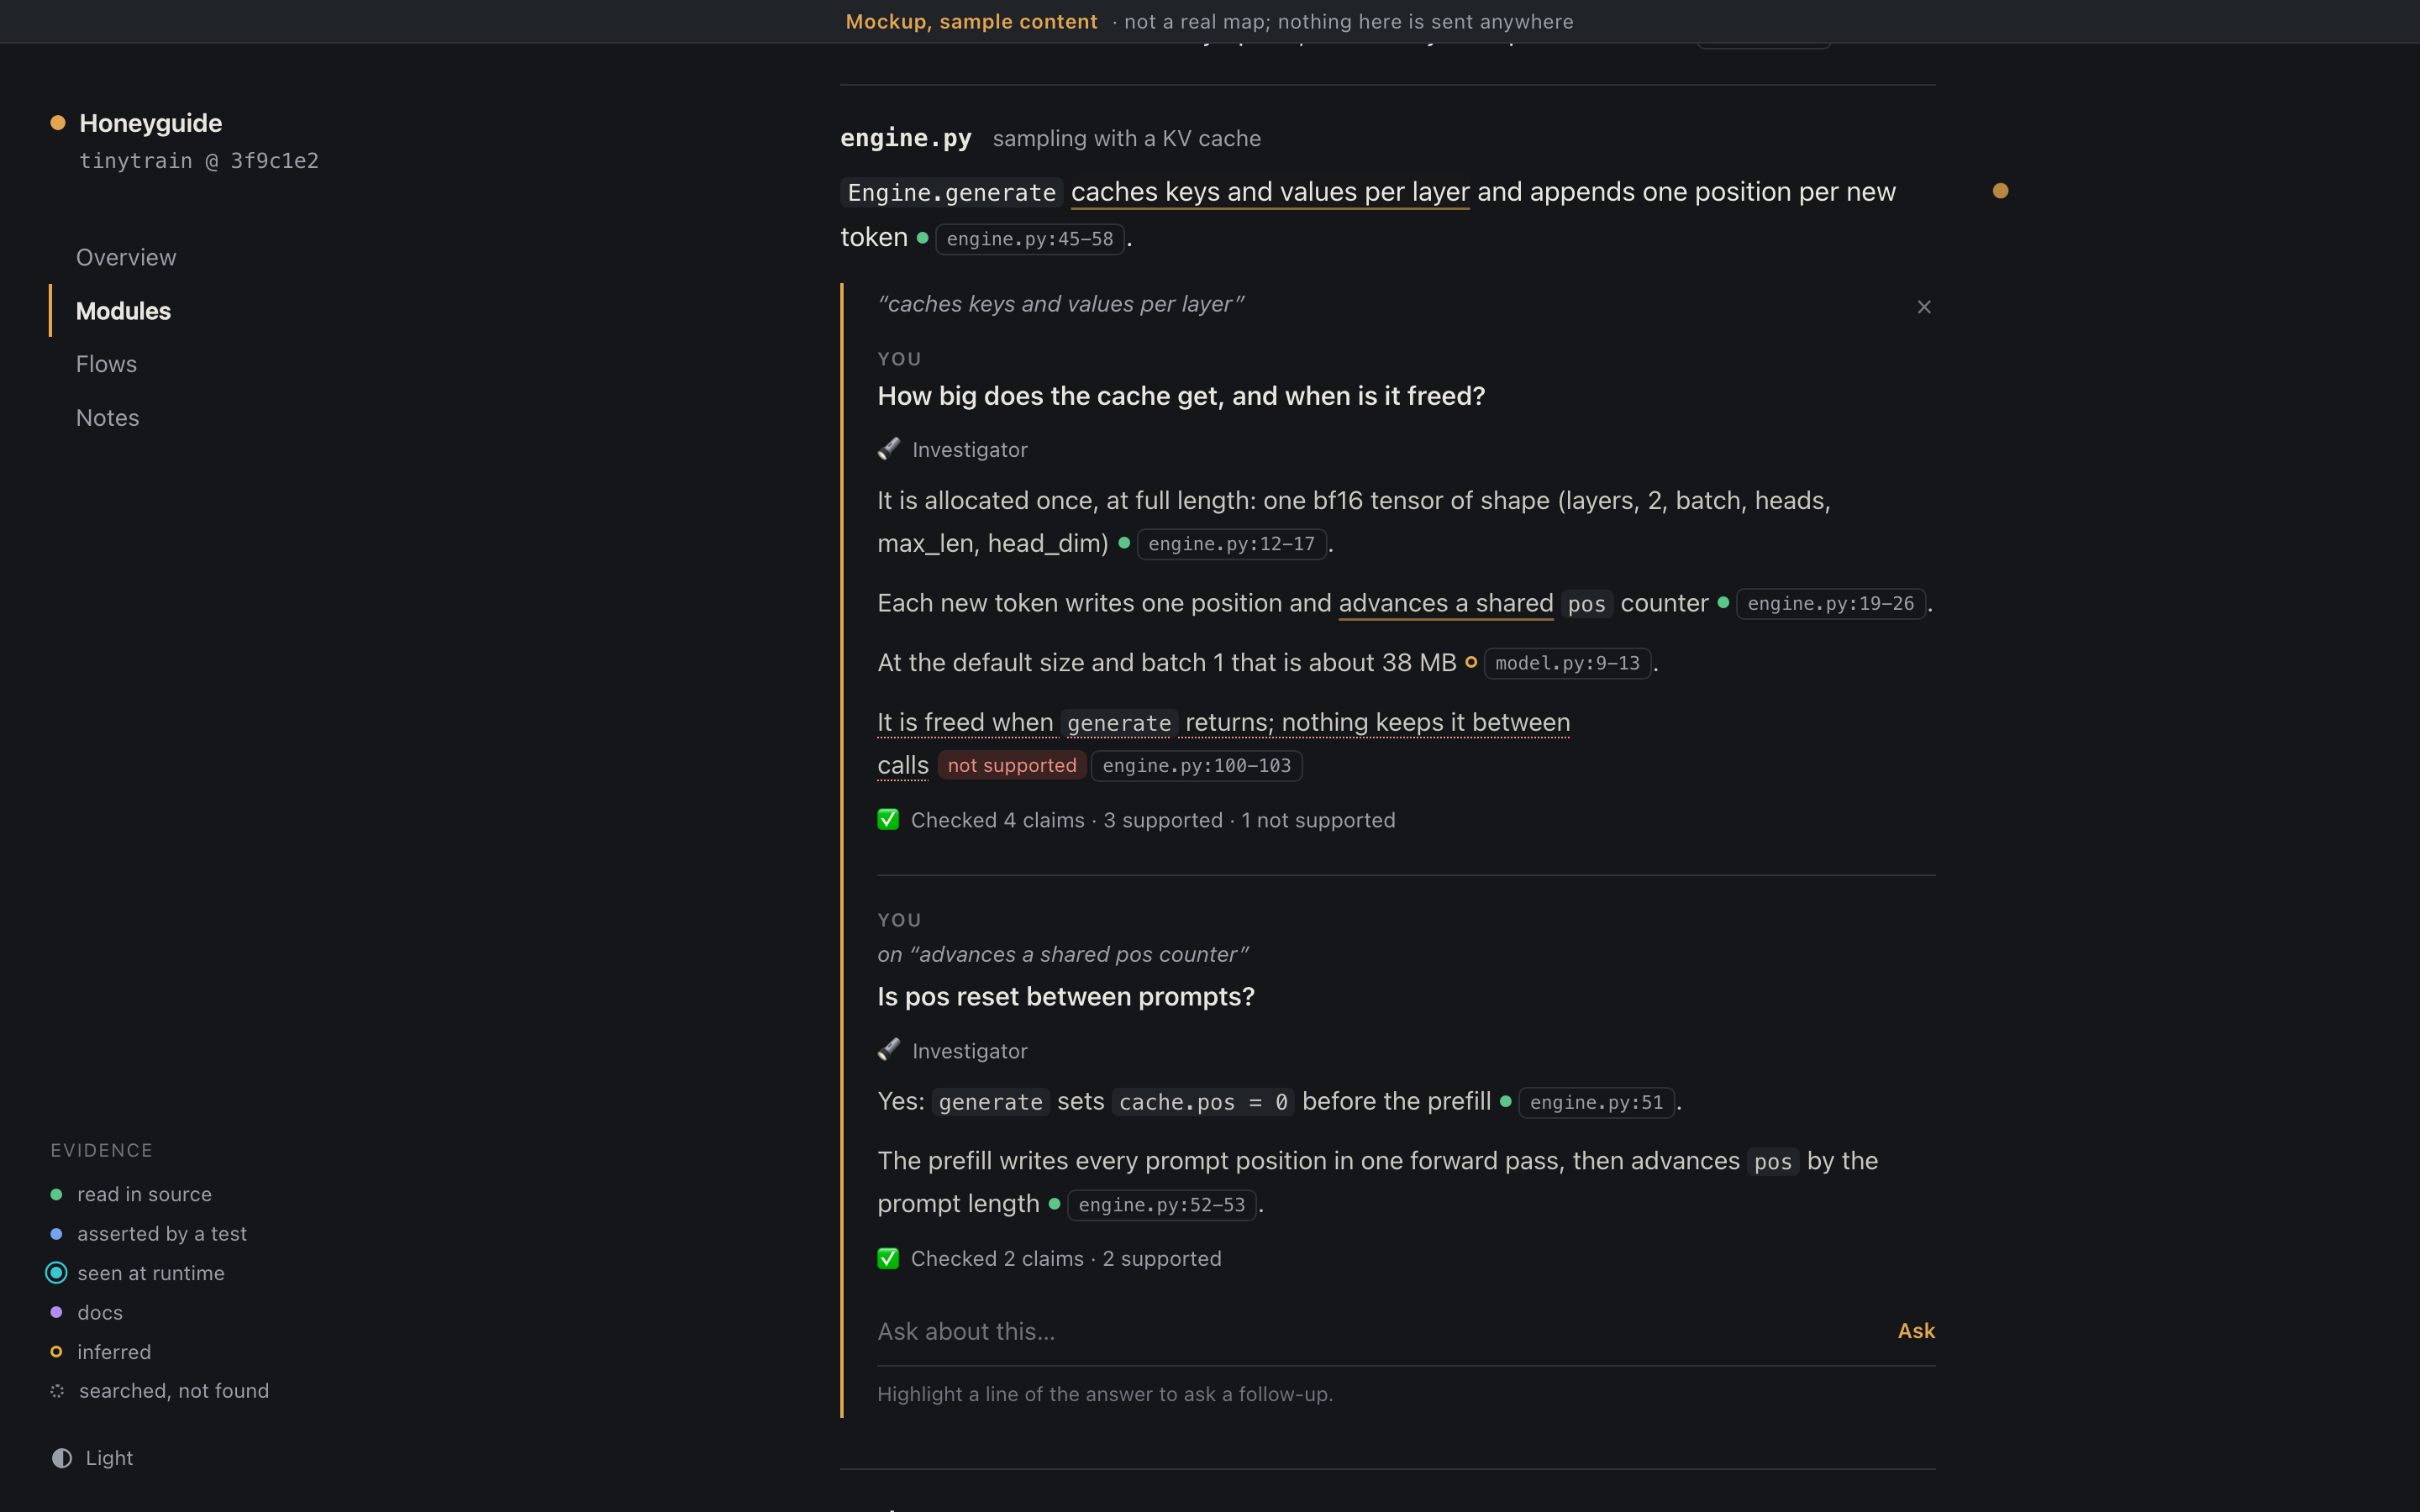 Mockup, sample content · not a real map; nothing here is sent anywhere
Honeyguide
tinytrain @ 3f9c1e2
Overview
Modules
Flows
Notes
EVIDENCE
read in source
asserted by a test
seen at runtime
docs
inferred
searched, not found
Light
engine.py sampling with a KV cache
Engine.generate caches keys and values per layer and appends one position per new
token engine.py:45–58.
“caches keys and values per layer” ×
YOU
How big does the cache get, and when is it freed?
Investigator
It is allocated once, at full length: one bf16 tensor of shape (layers, 2, batch, heads,
max_len, head_dim) engine.py:12–17.
Each new token writes one position and advances a shared pos counter engine.py:19–26.
At the default size and batch 1 that is about 38 MB model.py:9–13.
It is freed when generate returns; nothing keeps it between
calls not supported engine.py:100–103
Checked 4 claims · 3 supported · 1 not supported
YOU
on “advances a shared pos counter”
Is pos reset between prompts?
Investigator
Yes: generate sets cache.pos = 0 before the prefill engine.py:51.
The prefill writes every prompt position in one forward pass, then advances pos by the
prompt length engine.py:52–53.
Checked 2 claims · 2 supported
Ask about this… Ask
Highlight a line of the answer to ask a follow-up.